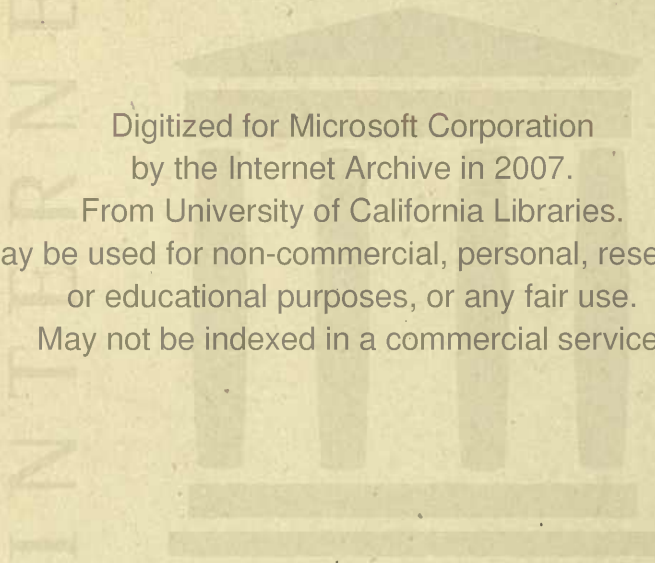 Digitized for Microsoft Corporation
by the Internet Archive in 2007.
From University of California Libraries.
ay be used for non-commercial, personal, rese
or educational purposes, or any fair use.
May not be indexed in a commercial service
INTERNE